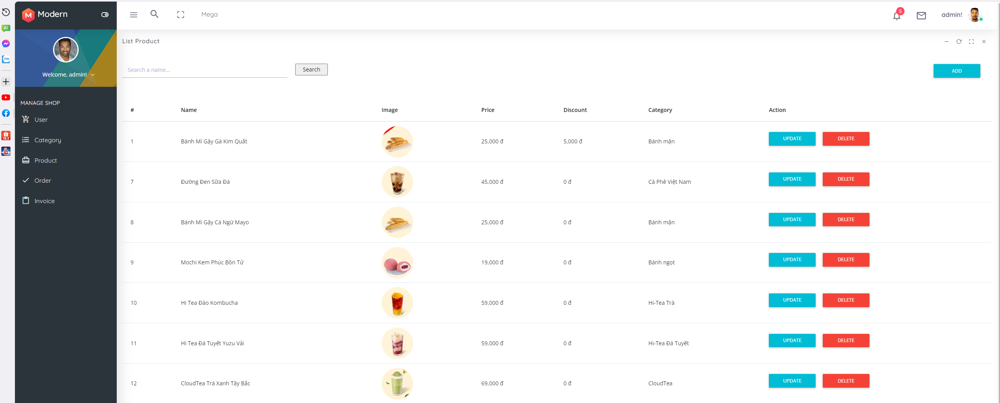 Modern
Mega
5
admin!
AI
Zalo
15.1
Welcome, admin!
MANAGE SHOP
User
Category
Product
Order
Invoice
List Product
Search a name...
Search
ADD
# Name Image Price Discount Category Action
1 Bánh Mì Gậy Gà Kim Quất 25,000 đ 5,000 đ Bánh mặn UPDATE DELETE
7 Đường Đen Sữa Đá 45,000 đ 0 đ Cà Phê Việt Nam UPDATE DELETE
8 Bánh Mì Gậy Cá Ngừ Mayo 25,000 đ 0 đ Bánh mặn UPDATE DELETE
9 Mochi Kem Phúc Bồn Tử 19,000 đ 0 đ Bánh ngọt UPDATE DELETE
10 Hi Tea Đào Kombucha 59,000 đ 0 đ Hi-Tea Trà UPDATE DELETE
11 Hi Tea Đá Tuyết Yuzu Vải 59,000 đ 0 đ Hi-Tea Đá Tuyết UPDATE DELETE
12 CloudTea Trà Xanh Tây Bắc 69,000 đ 0 đ CloudTea UPDATE DELETE